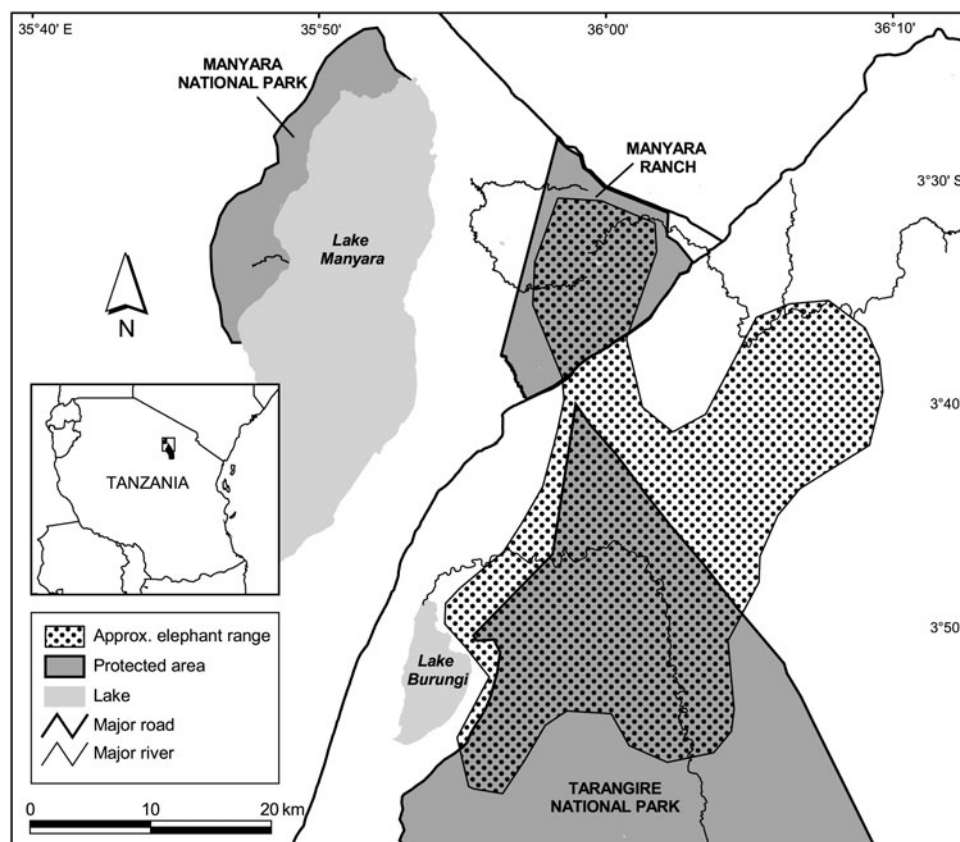 35°40' E
35°50'
36°00'
36°10'
MANYARA
NATIONAL PARK
MANYARA
RANCH
3°30' S
Lake
Manyara
N
3°40'
TANZANIA
3°50'
Approx. elephant range
Protected area
Lake
Major road
Major river
Lake
Burungi
TARANGIRE
NATIONAL PARK
0
10
20 km